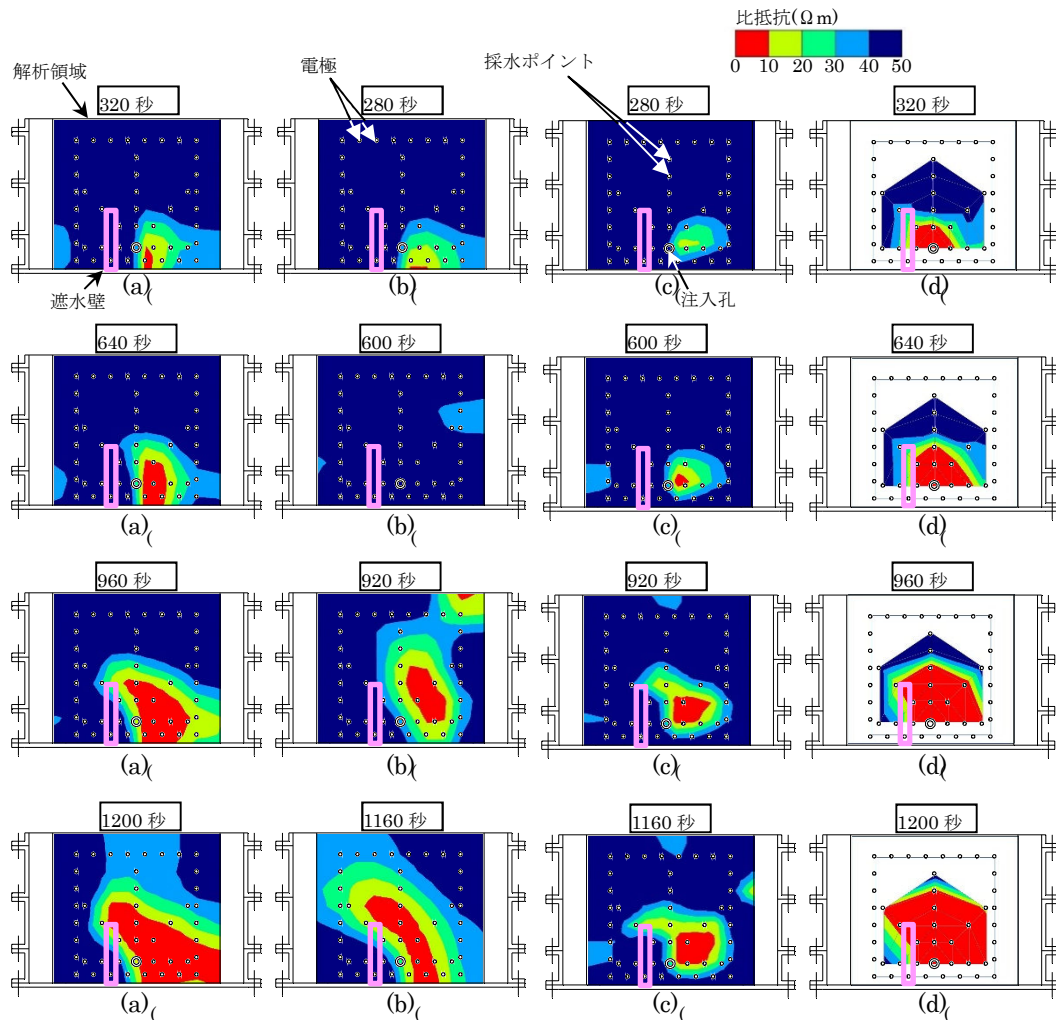 比抵抗(Ωm)
0 10 20 30 40 50
解析領域
電極
採水ポイント
320 秒
280 秒
280 秒
320 秒
(a)(
(b)(
(c)(
(d)(
遮水壁
注入孔
640 秒
600 秒
600 秒
640 秒
(a)(
(b)(
(c)(
(d)(
960 秒
920 秒
920 秒
960 秒
(a)(
(b)(
(c)(
(d)(
1200 秒
1160 秒
1160 秒
1200 秒
(a)(
(b)(
(c)(
(d)(